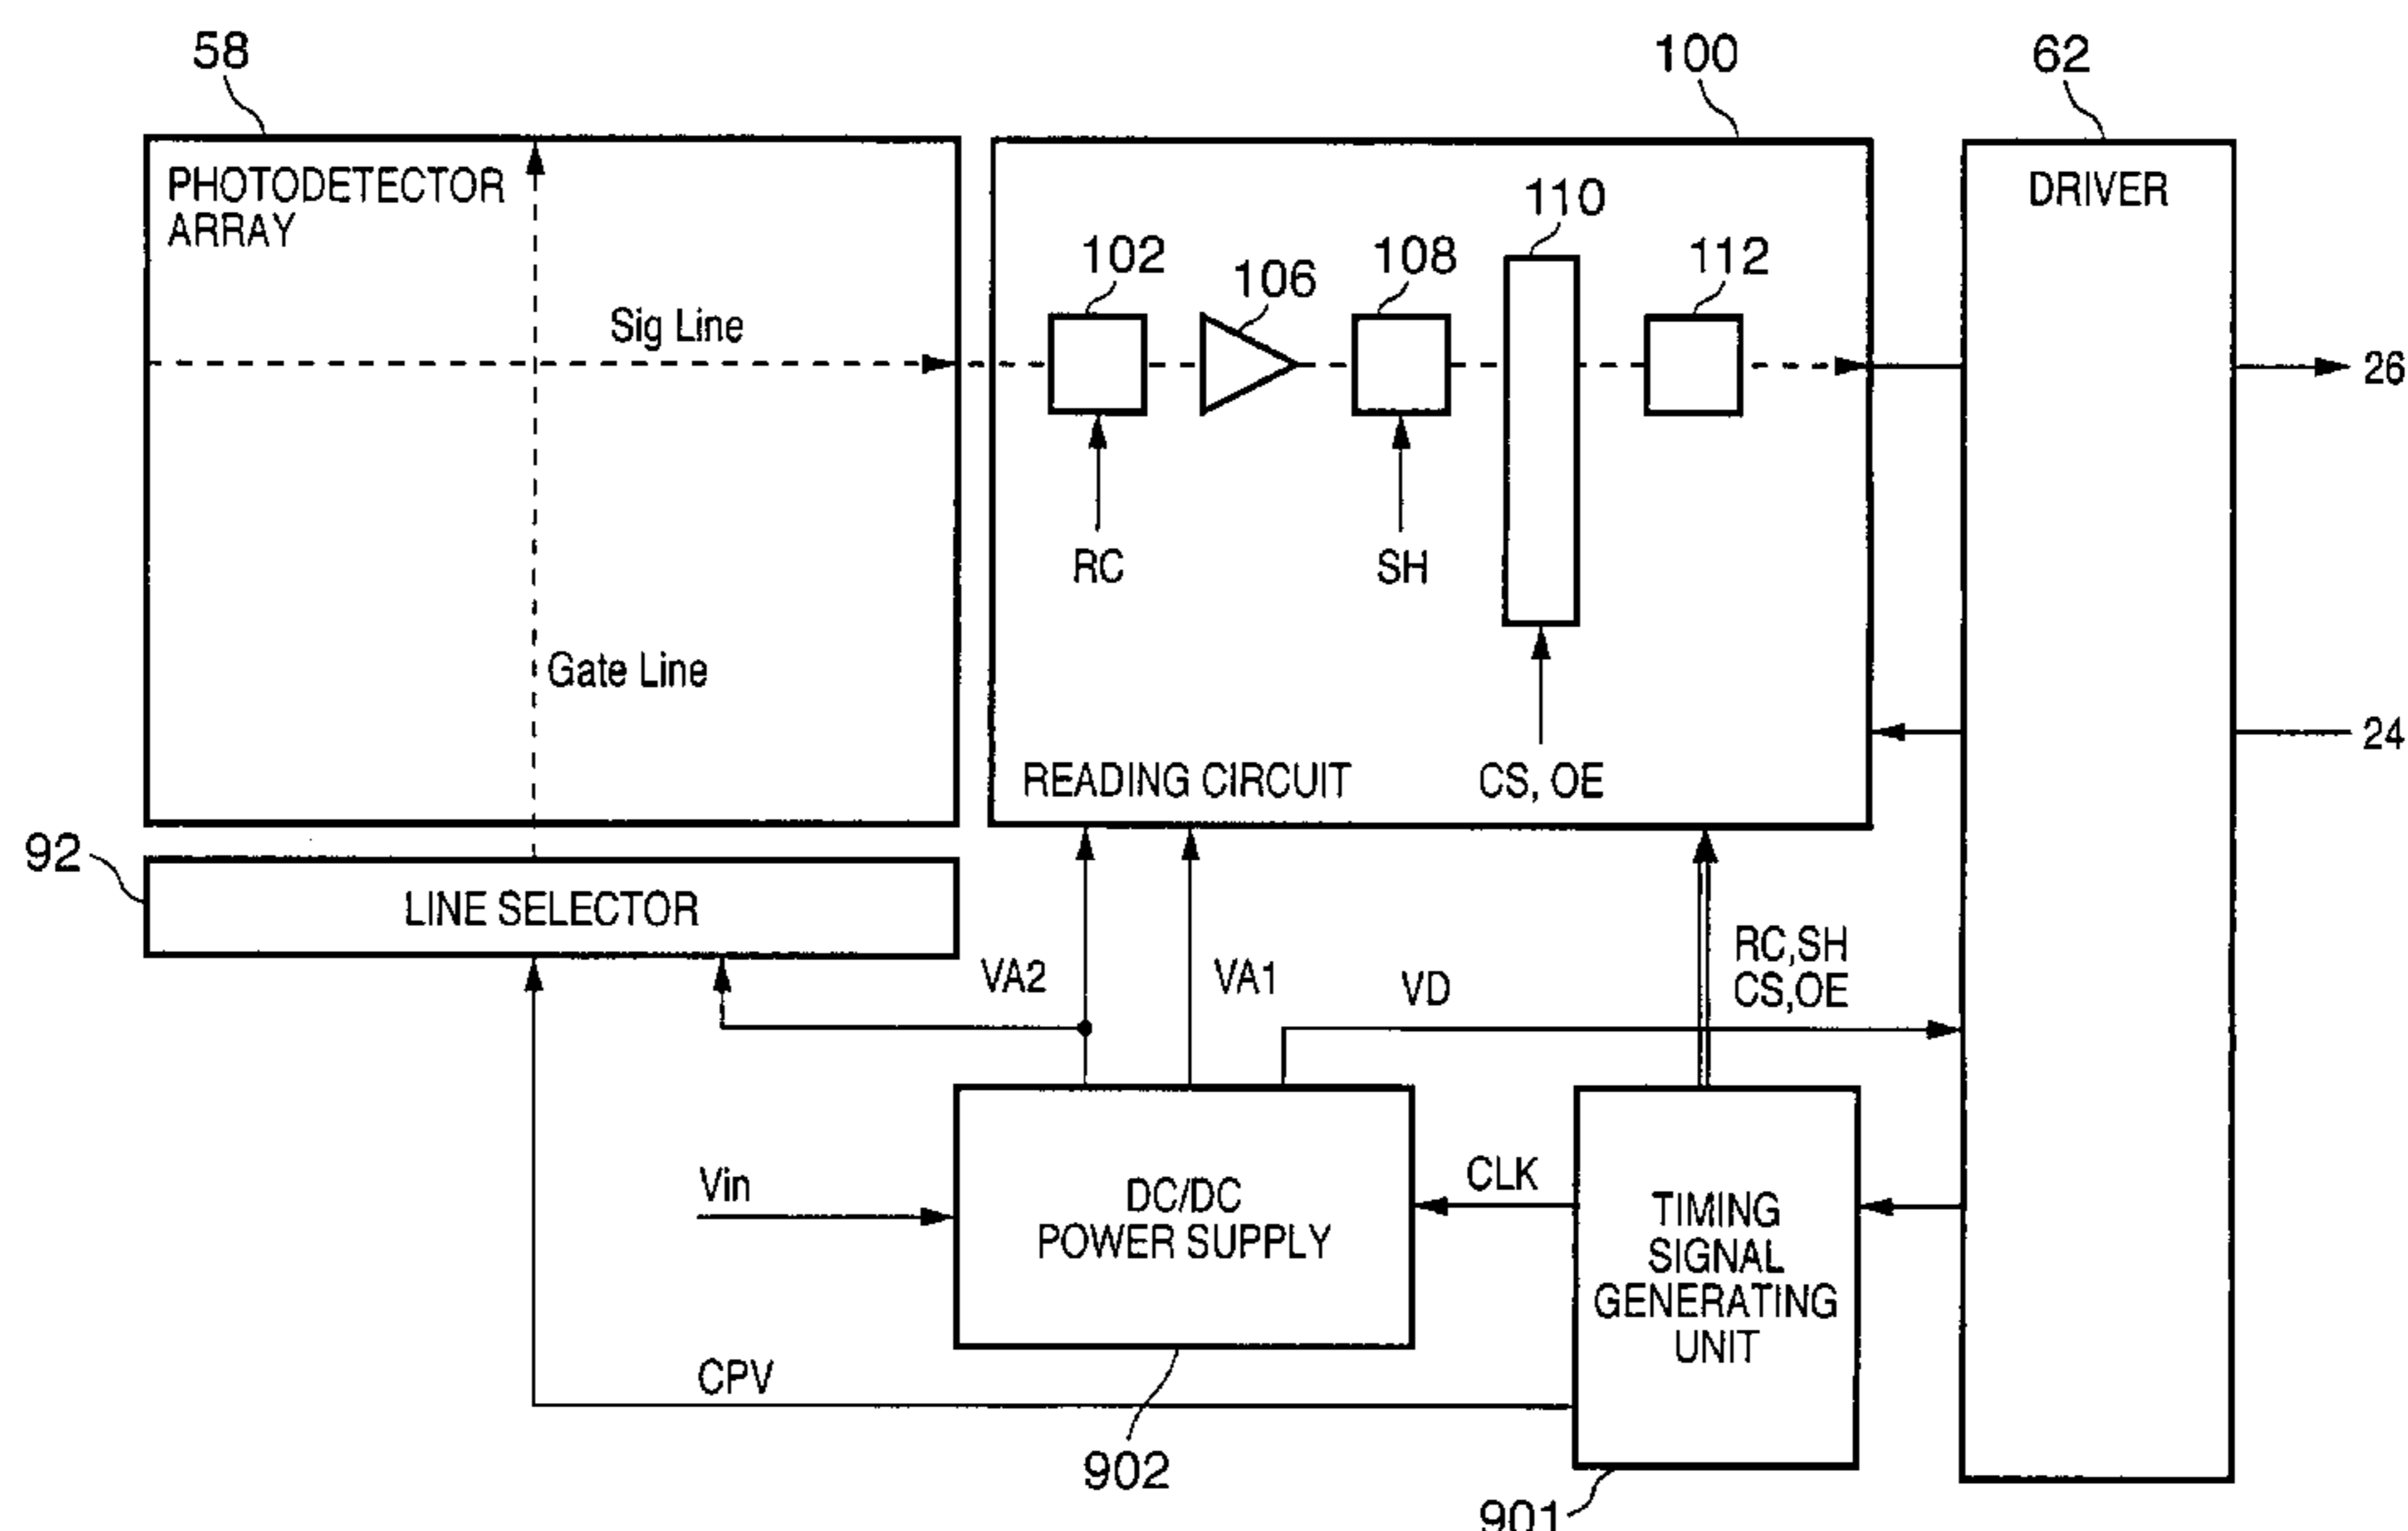 58
100
62
PHOTODETECTOR
ARRAY
DRIVER
110
102
106
108
112
Sig Line
26
RC
SH
Gate Line
24
READING CIRCUIT
CS, OE
92
LINE SELECTOR
VA2
VA1
VD
RC,SH
CS,OE
Vin
DC/DC
POWER SUPPLY
CLK
TIMING
SIGNAL
GENERATING
UNIT
CPV
902
901